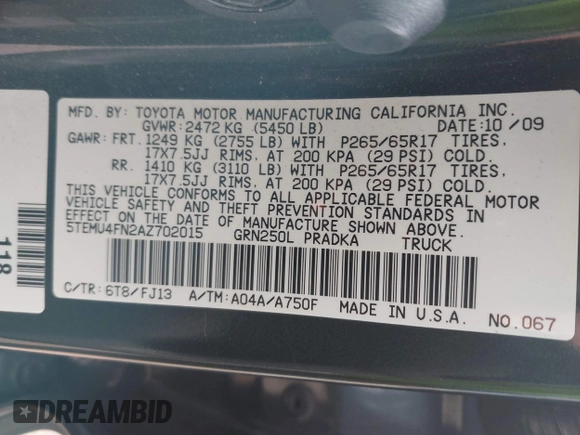 MFD. BY: TOYOTA MOTOR MANUFACTURING CALIFORNIA INC.
GVWR: 2472 KG (5450 LB) DATE: 10/09
GAWR: FRT. 1249 KG (2755 LB) WITH P265/65R17 TIRES,
17X7.5JJ RIMS, AT 200 KPA (29 PSI) COLD.
RR. 1410 KG (3110 LB) WITH P265/65R17 TIRES,
17X7.5JJ RIMS, AT 200 KPA (29 PSI) COLD.
THIS VEHICLE CONFORMS TO ALL APPLICABLE FEDERAL MOTOR
VEHICLE SAFETY AND THEFT PREVENTION STANDARDS IN
EFFECT ON THE DATE OF MANUFACTURE SHOWN ABOVE.
5TEMU4FN2AZ702015 GRN250L PRADKA TRUCK
C/TR: 6T8/FJ13 A/TM: A04A/A750F MADE IN U.S.A. NO. 067
118
DREAMBID